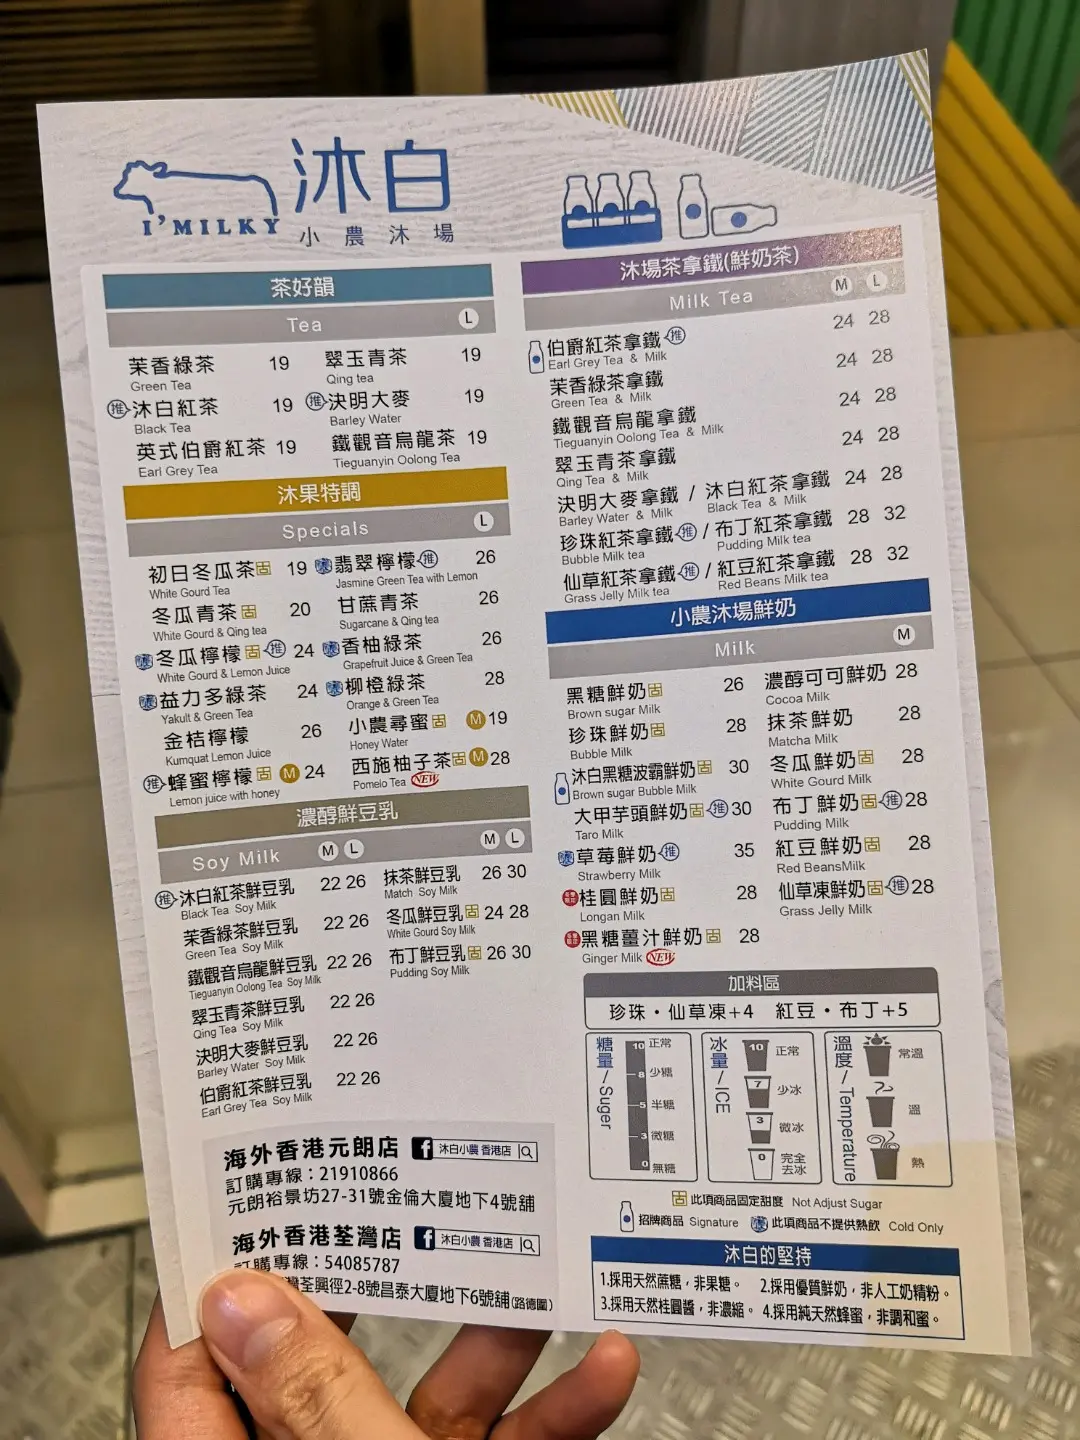 I'MILKY
沐白
小農沐場
茶好韻
Tea L
茉香綠茶 19
Green Tea
推 沐白紅茶 19
Black Tea
英式伯爵紅茶 19
Earl Grey Tea
翠玉青茶 19
Qing tea
推 決明大麥 19
Barley Water
鐵觀音烏龍茶 19
Tieguanyin Oolong Tea
沐果特調
Specials L
初日冬瓜茶 固 19
White Gourd Tea
冬瓜青茶 固 20
White Gourd & Qing tea
冬瓜檸檬 固 推 24
White Gourd & Lemon Juice
益力多綠茶 24
Yakult & Green Tea
金桔檸檬 26
Kumquat Lemon Juice
推 蜂蜜檸檬 固 M 24
Lemon juice with honey
翡翠檸檬 推 26
Jasmine Green Tea with Lemon
甘蔗青茶 26
Sugarcane & Qing tea
香柚綠茶 26
Grapefruit Juice & Green Tea
柳橙綠茶 28
Orange & Green Tea
小農尋蜜 固 M 19
Honey Water
西施柚子茶 固 M 28
Pomelo Tea NEW
濃醇鮮豆乳
Soy Milk M L M L
推 沐白紅茶鮮豆乳 22 26
Black Tea Soy Milk
茉香綠茶鮮豆乳 22 26
Green Tea Soy Milk
鐵觀音烏龍鮮豆乳 22 26
Tieguanyin Oolong Tea Soy Milk
翠玉青茶鮮豆乳 22 26
Qing Tea Soy Milk
決明大麥鮮豆乳 22 26
Barley Water Soy Milk
伯爵紅茶鮮豆乳 22 26
Earl Grey Tea Soy Milk
抹茶鮮豆乳 26 30
Match Soy Milk
冬瓜鮮豆乳 固 24 28
White Gourd Soy Milk
布丁鮮豆乳 固 26 30
Pudding Soy Milk
海外香港元朗店 f 沐白小農 香港店
訂購專線：21910866
元朗裕景坊27-31號金倫大廈地下4號舖
海外香港荃灣店 f 沐白小農 香港店
訂購專線：54085787
灣荃興徑2-8號昌泰大廈地下6號舖(路德圍)
沐場茶拿鐵(鮮奶茶)
Milk Tea M L
伯爵紅茶拿鐵 推 24 28
Earl Grey Tea & Milk
茉香綠茶拿鐵 24 28
Green Tea & Milk
鐵觀音烏龍拿鐵 24 28
Tieguanyin Oolong Tea & Milk
翠玉青茶拿鐵 24 28
Qing Tea & Milk
決明大麥拿鐵 / 沐白紅茶拿鐵 24 28
Barley Water & Milk Black Tea & Milk
珍珠紅茶拿鐵 推 / 布丁紅茶拿鐵 28 32
Bubble Milk tea Pudding Milk tea
仙草紅茶拿鐵 推 / 紅豆紅茶拿鐵 28 32
Grass Jelly Milk tea Red Beans Milk tea
小農沐場鮮奶
Milk M
黑糖鮮奶 固 26
Brown sugar Milk
珍珠鮮奶 固 28
Bubble Milk
沐白黑糖波霸鮮奶 固 30
Brown sugar Bubble Milk
大甲芋頭鮮奶 固 推 30
Taro Milk
草莓鮮奶 推 35
Strawberry Milk
桂圓鮮奶 固 28
Longan Milk
黑糖薑汁鮮奶 固 28
Ginger Milk NEW
濃醇可可鮮奶 28
Cocoa Milk
抹茶鮮奶 28
Matcha Milk
冬瓜鮮奶 固 28
White Gourd Milk
布丁鮮奶 固 推 28
Pudding Milk
紅豆鮮奶 固 28
Red BeansMilk
仙草凍鮮奶 固 推 28
Grass Jelly Milk
加料區
珍珠・仙草凍+4 紅豆・布丁+5
糖量/Suger
10 正常
8 少糖
5 半糖
3 微糖
0 無糖
冰量/ICE
10 正常
7 少冰
3 微冰
0 完全去冰
溫度/Temperature
常溫
溫
熱
固 此項商品固定甜度 Not Adjust Sugar
招牌商品 Signature 此項商品不提供熱飲 Cold Only
沐白的堅持
1.採用天然蔗糖，非果糖。 2.採用優質鮮奶，非人工奶精粉。
3.採用天然桂圓醬，非濃縮。 4.採用純天然蜂蜜，非調和蜜。